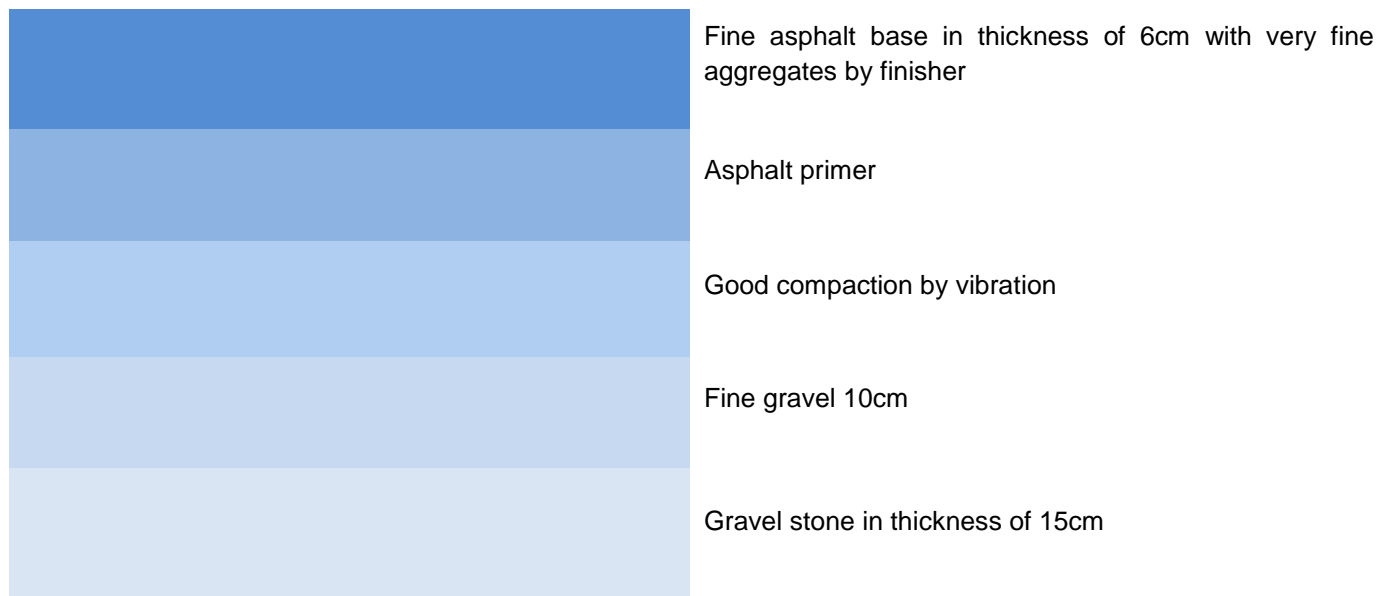 Fine asphalt base in thickness of 6cm with very fine
aggregates by finisher
Asphalt primer
Good compaction by vibration
Fine gravel 10cm
Gravel stone in thickness of 15cm